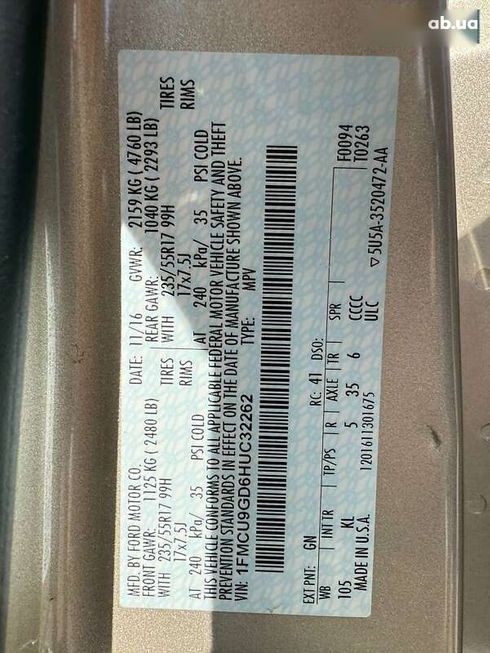 ab.ua
MFD. BY FORD MOTOR CO.
DATE: 11/16 GVWR: 2159 KG ( 4760 LB)
FRONT GAWR: 1125 KG ( 2480 LB) REAR GAWR: 1040 KG ( 2293 LB)
WITH 235/55R17 99H TIRES WITH 235/55R17 99H TIRES
17x7.5J RIMS 17x7.5J RIMS
AT 240 kPa/ 35 PSI COLD AT 240 kPa/ 35 PSI COLD
THIS VEHICLE CONFORMS TO ALL APPLICABLE FEDERAL MOTOR VEHICLE SAFETY AND THEFT
PREVENTION STANDARDS IN EFFECT ON THE DATE OF MANUFACTURE SHOWN ABOVE.
VIN: 1FMCU9GD6HUC32262 TYPE: MPV
F0094
EXT PNT: GN RC: 41 DSO: T0263
WB INT TR TP/PS R AXLE TR SPR
105 KL 5 35 6 CCCC
MADE IN U.S.A. 1201611301675 ULC ▽5U5A-3520472-AA